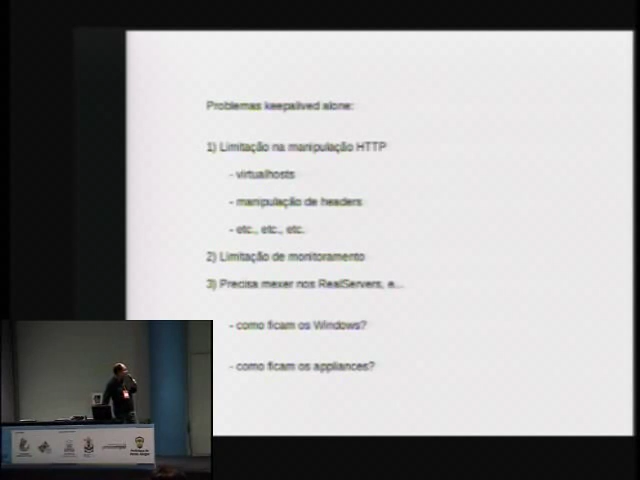 Problemas keepalived alone:
1) Limitação na manipulação HTTP
- virtualhosts
- manipulação de headers
- etc., etc., etc.
2) Limitação de monitoramento
3) Precisa mexer nos RealServers, e...
- como ficam os Windows?
- como ficam os appliances?